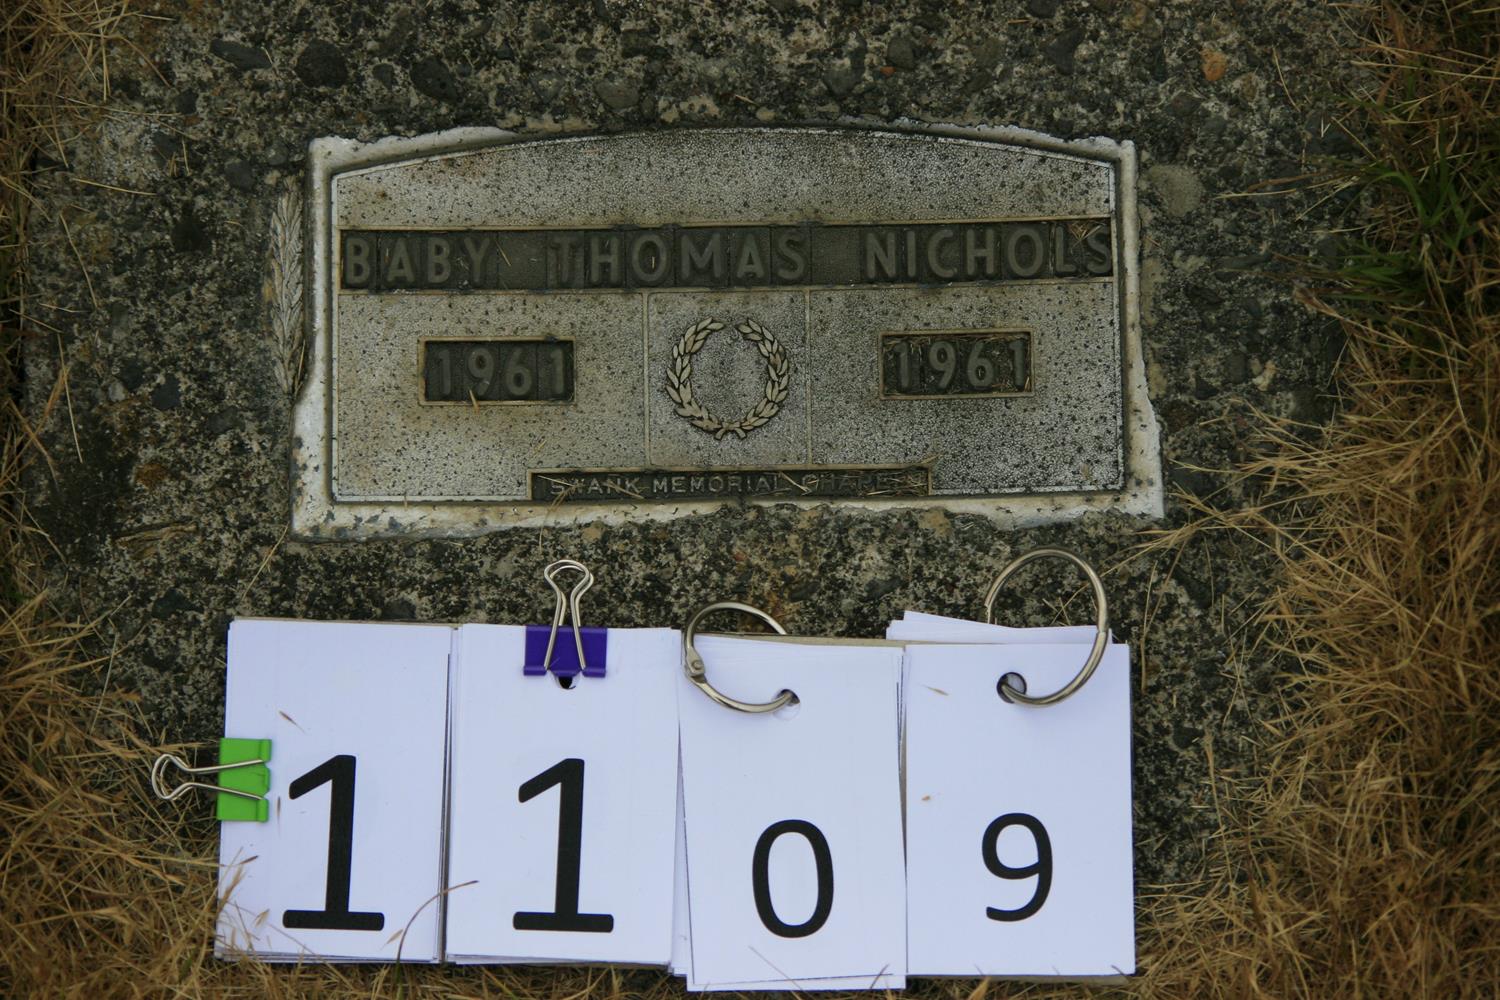 BABY THOMAS NICHOLS
1961 1961
SWANK MEMORIAL CHAPEL
1109